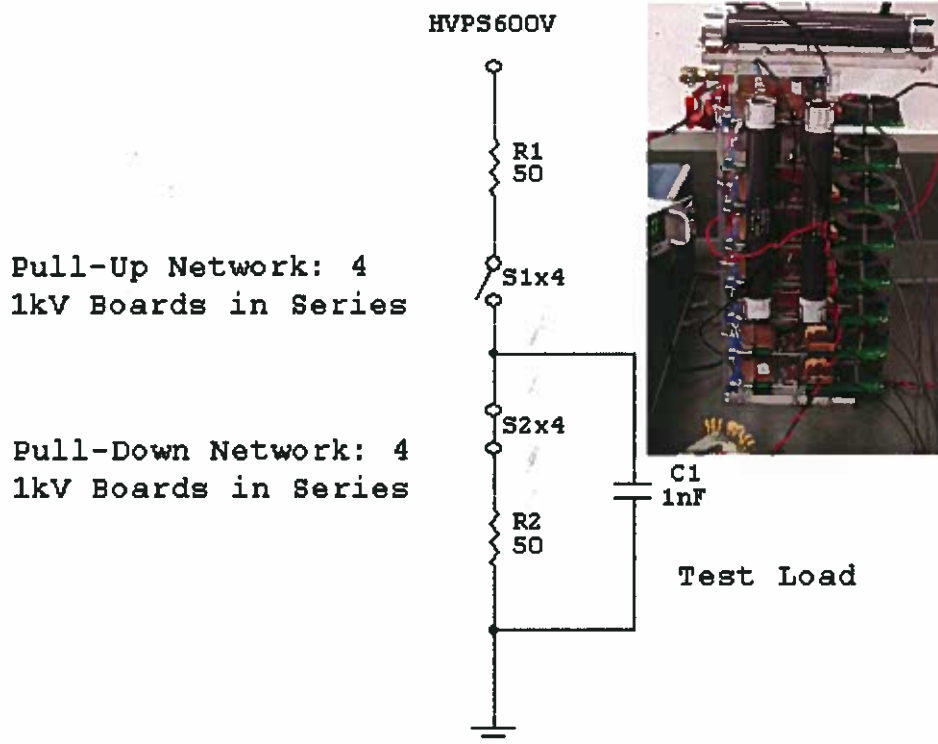 HVPS600V
R1
50
Pull-Up Network: 4
1kV Boards in Series
S1x4
S2x4
Pull-Down Network: 4
1kV Boards in Series
C1
1nF
R2
50
Test Load